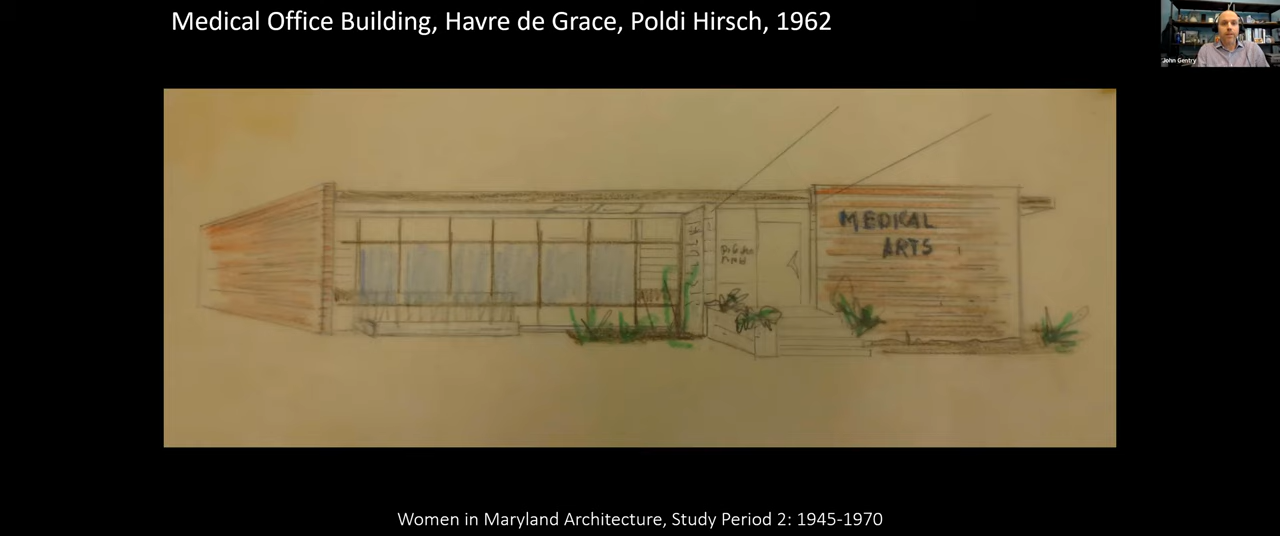 Medical Office Building, Havre de Grace, Poldi Hirsch, 1962
John Gentry
MEDICAL
ARTS
Women in Maryland Architecture, Study Period 2: 1945-1970